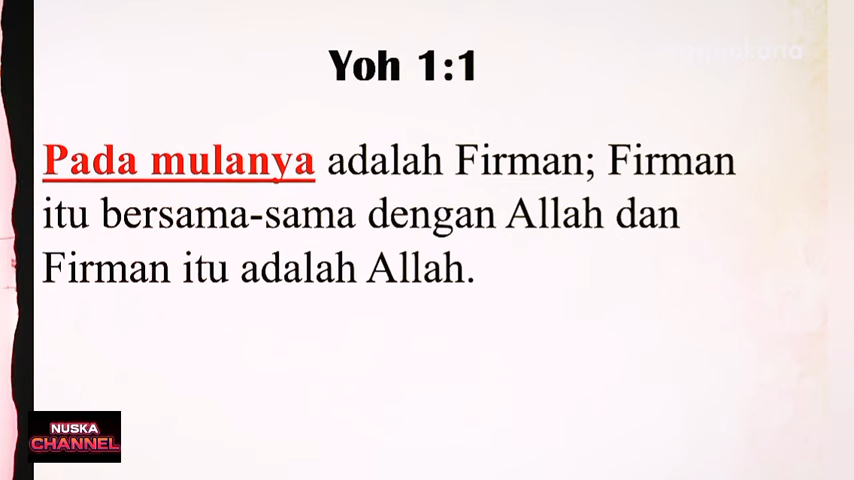 Yoh 1:1
Pada mulanya adalah Firman; Firman
itu bersama-sama dengan Allah dan
Firman itu adalah Allah.
NUSKA
CHANNEL